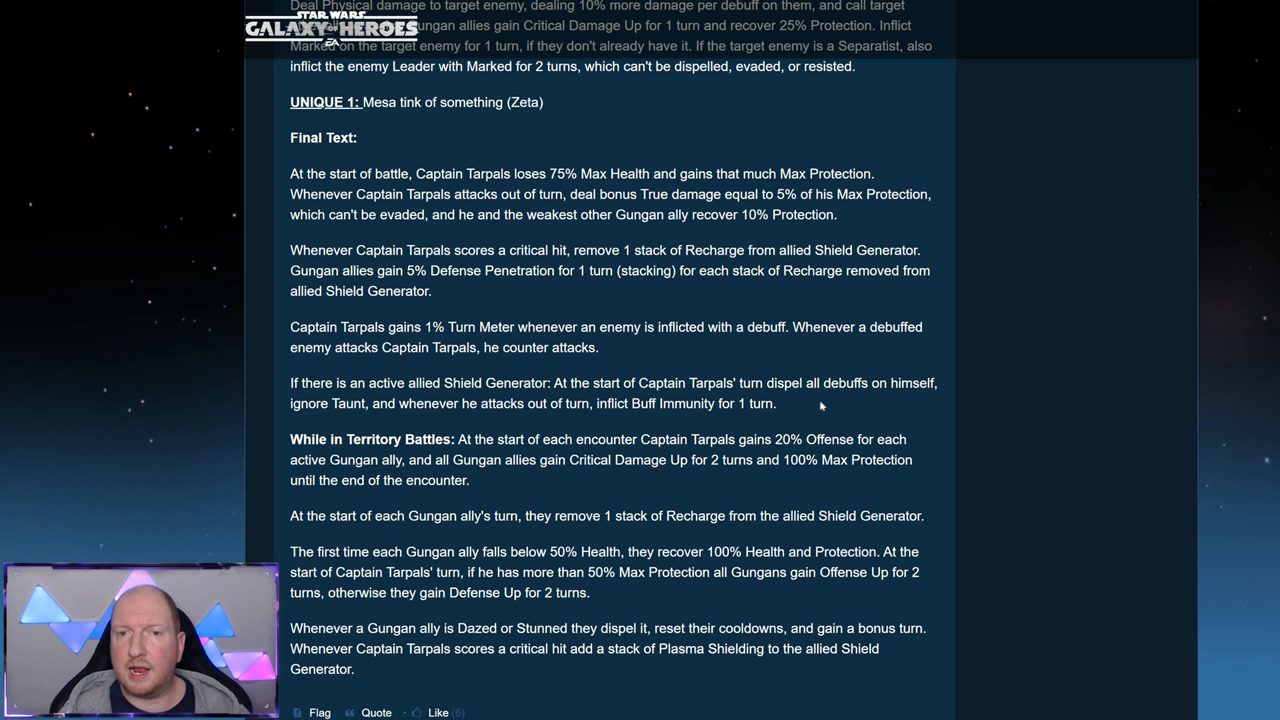 Deal Physical damage to target enemy, dealing 10% more damage per debuff on them, and call target
STAR WARS
GALAXY OF HEROES
EA
ungan allies gain Critical Damage Up for 1 turn and recover 25% Protection. Inflict
Marked on the target enemy for 1 turn, if they don't already have it. If the target enemy is a Separatist, also
inflict the enemy Leader with Marked for 2 turns, which can't be dispelled, evaded, or resisted.
UNIQUE 1: Mesa tink of something (Zeta)
Final Text:
At the start of battle, Captain Tarpals loses 75% Max Health and gains that much Max Protection.
Whenever Captain Tarpals attacks out of turn, deal bonus True damage equal to 5% of his Max Protection,
which can't be evaded, and he and the weakest other Gungan ally recover 10% Protection.
Whenever Captain Tarpals scores a critical hit, remove 1 stack of Recharge from allied Shield Generator.
Gungan allies gain 5% Defense Penetration for 1 turn (stacking) for each stack of Recharge removed from
allied Shield Generator.
Captain Tarpals gains 1% Turn Meter whenever an enemy is inflicted with a debuff. Whenever a debuffed
enemy attacks Captain Tarpals, he counter attacks.
If there is an active allied Shield Generator: At the start of Captain Tarpals' turn dispel all debuffs on himself,
ignore Taunt, and whenever he attacks out of turn, inflict Buff Immunity for 1 turn.
While in Territory Battles: At the start of each encounter Captain Tarpals gains 20% Offense for each
active Gungan ally, and all Gungan allies gain Critical Damage Up for 2 turns and 100% Max Protection
until the end of the encounter.
At the start of each Gungan ally's turn, they remove 1 stack of Recharge from the allied Shield Generator.
The first time each Gungan ally falls below 50% Health, they recover 100% Health and Protection. At the
start of Captain Tarpals' turn, if he has more than 50% Max Protection all Gungans gain Offense Up for 2
turns, otherwise they gain Defense Up for 2 turns.
Whenever a Gungan ally is Dazed or Stunned they dispel it, reset their cooldowns, and gain a bonus turn.
Whenever Captain Tarpals scores a critical hit add a stack of Plasma Shielding to the allied Shield
Generator.
Flag Quote · Like (6)